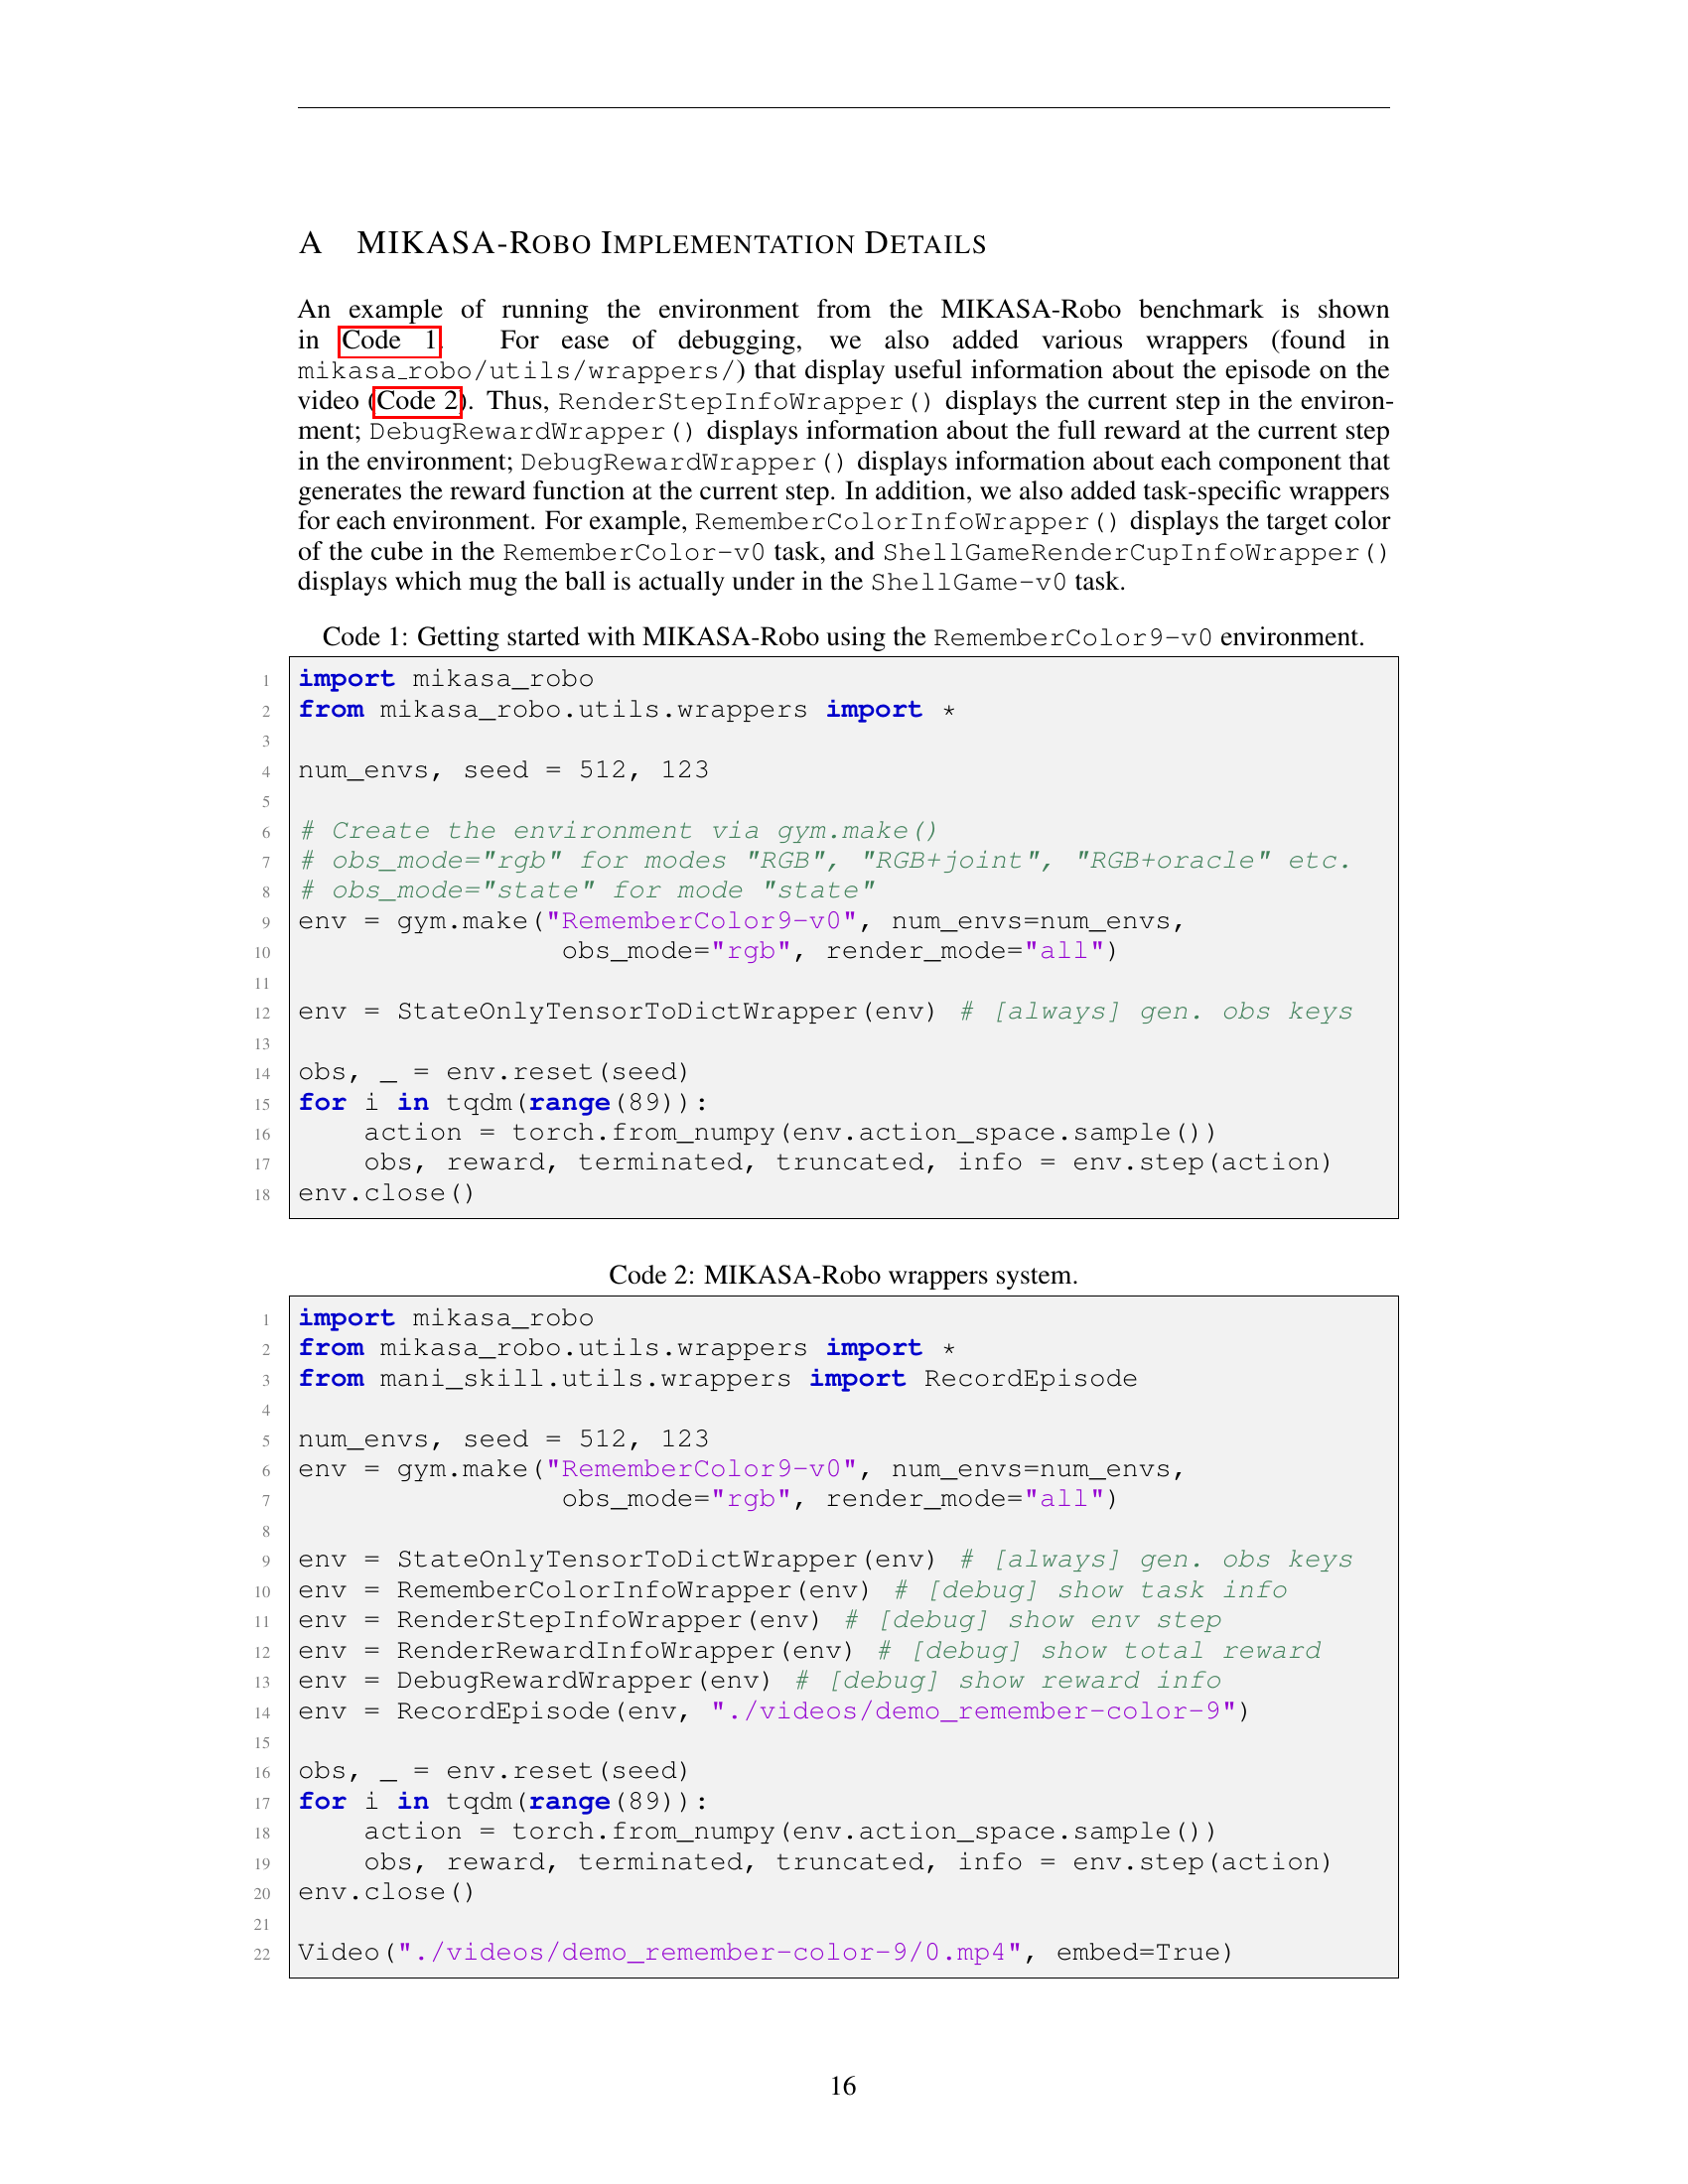 A MIKASA-ROBO IMPLEMENTATION DETAILS
An example of running the environment from the MIKASA-Robo benchmark is shown
in Code 1. For ease of debugging, we also added various wrappers (found in
mikasa_robo/utils/wrappers/) that display useful information about the episode on the
video (Code 2). Thus, RenderStepInfoWrapper() displays the current step in the environ-
ment; DebugRewardWrapper() displays information about the full reward at the current step
in the environment; DebugRewardWrapper() displays information about each component that
generates the reward function at the current step. In addition, we also added task-specific wrappers
for each environment. For example, RememberColorInfoWrapper() displays the target color
of the cube in the RememberColor-v0 task, and ShellGameRenderCupInfoWrapper()
displays which mug the ball is actually under in the ShellGame-v0 task.
Code 1: Getting started with MIKASA-Robo using the RememberColor9-v0 environment.
1 import mikasa_robo
2 from mikasa_robo.utils.wrappers import *
3
4 num_envs, seed = 512, 123
5
6 # Create the environment via gym.make()
7 # obs_mode="rgb" for modes "RGB", "RGB+joint", "RGB+oracle" etc.
8 # obs_mode="state" for mode "state"
9 env = gym.make("RememberColor9-v0", num_envs=num_envs,
10 obs_mode="rgb", render_mode="all")
11
12 env = StateOnlyTensorToDictWrapper(env) # [always] gen. obs keys
13
14 obs, _ = env.reset(seed)
15 for i in tqdm(range(89)):
16 action = torch.from_numpy(env.action_space.sample())
17 obs, reward, terminated, truncated, info = env.step(action)
18 env.close()
Code 2: MIKASA-Robo wrappers system.
1 import mikasa_robo
2 from mikasa_robo.utils.wrappers import *
3 from mani_skill.utils.wrappers import RecordEpisode
4
5 num_envs, seed = 512, 123
6 env = gym.make("RememberColor9-v0", num_envs=num_envs,
7 obs_mode="rgb", render_mode="all")
8
9 env = StateOnlyTensorToDictWrapper(env) # [always] gen. obs keys
10 env = RememberColorInfoWrapper(env) # [debug] show task info
11 env = RenderStepInfoWrapper(env) # [debug] show env step
12 env = RenderRewardInfoWrapper(env) # [debug] show total reward
13 env = DebugRewardWrapper(env) # [debug] show reward info
14 env = RecordEpisode(env, "./videos/demo_remember-color-9")
15
16 obs, _ = env.reset(seed)
17 for i in tqdm(range(89)):
18 action = torch.from_numpy(env.action_space.sample())
19 obs, reward, terminated, truncated, info = env.step(action)
20 env.close()
21
22 Video("./videos/demo_remember-color-9/0.mp4", embed=True)
16